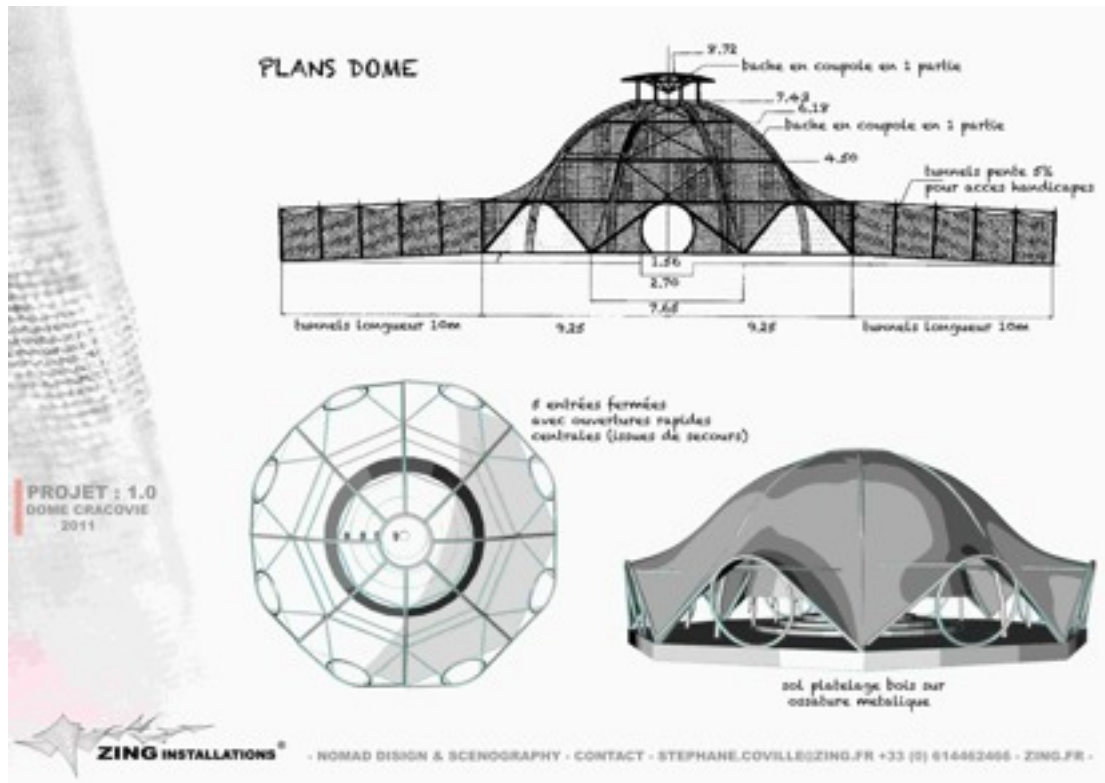 PLANS DOME
8.72
bache en coupole en 1 partie
7.43
6.18
bache en coupole en 1 partie
4.50
tunnels pente 5%
pour acces handicapes
1.56
2.70
7.65
tunnels longueur 10m
9.25
9.25
tunnels longueur 10m
8 entrées fermées
avec ouvertures rapides
centrales (issues de secours)
PROJET : 1.0
DOME CRACOVIE
2011
sol platelage bois sur
ossature metalique
ZING INSTALLATIONS®
- NOMAD DISIGN & SCENOGRAPHY - CONTACT - STEPHANE.COVILLE@ZING.FR +33 (0) 614462466 - ZING.FR -